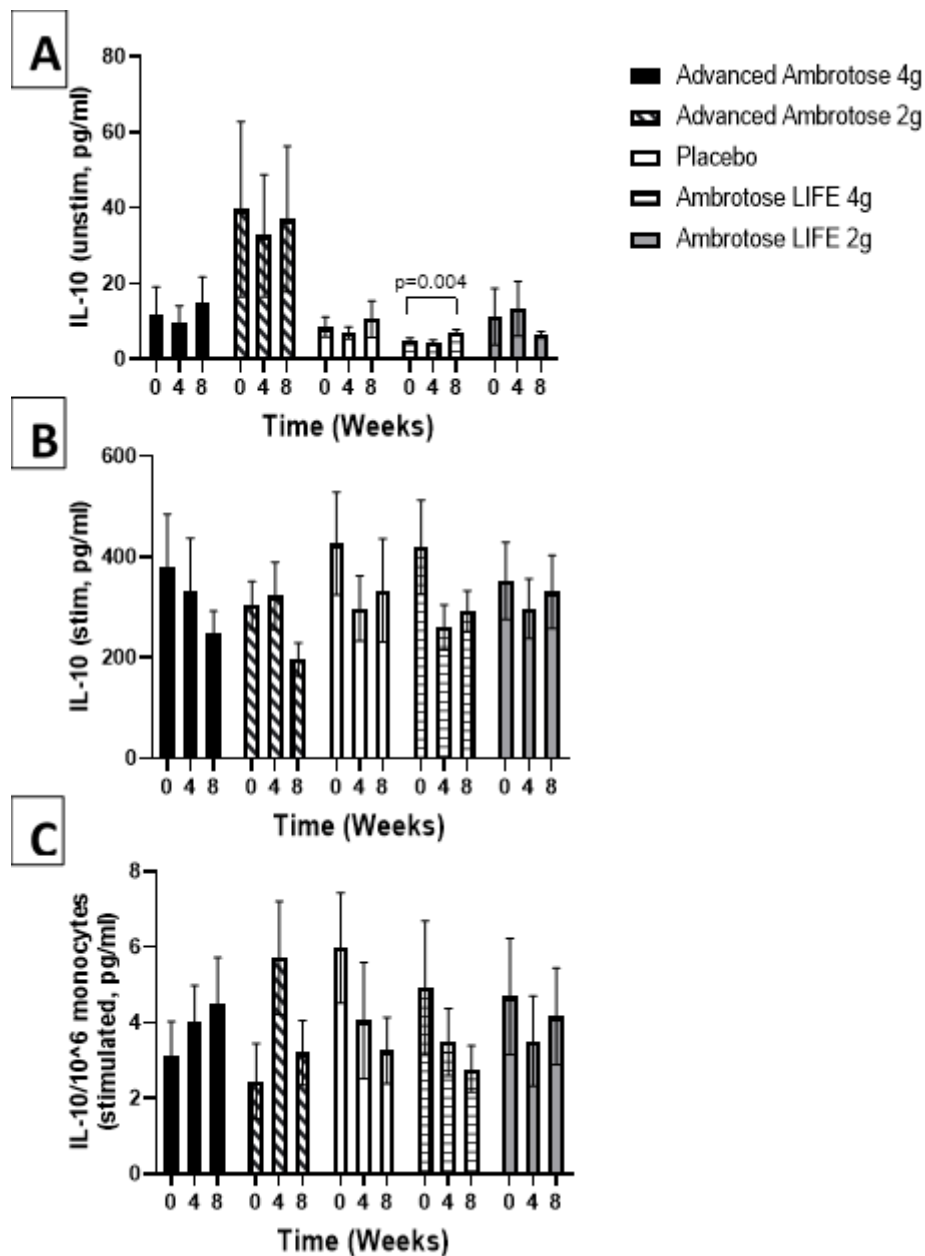 A
IL-10 (unstim, pg/ml)
80
60
40
20
0
p=0.004
0 4 8 0 4 8 0 4 8 0 4 8 0 4 8
Time (Weeks)
Advanced Ambrotose 4g
Advanced Ambrotose 2g
Placebo
Ambrotose LIFE 4g
Ambrotose LIFE 2g
B
IL-10 (stim, pg/ml)
600
400
200
0
0 4 8 0 4 8 0 4 8 0 4 8 0 4 8
Time (Weeks)
C
IL-10/10^6 monocytes
(stimulated, pg/ml)
8
6
4
2
0
0 4 8 0 4 8 0 4 8 0 4 8 0 4 8
Time (Weeks)